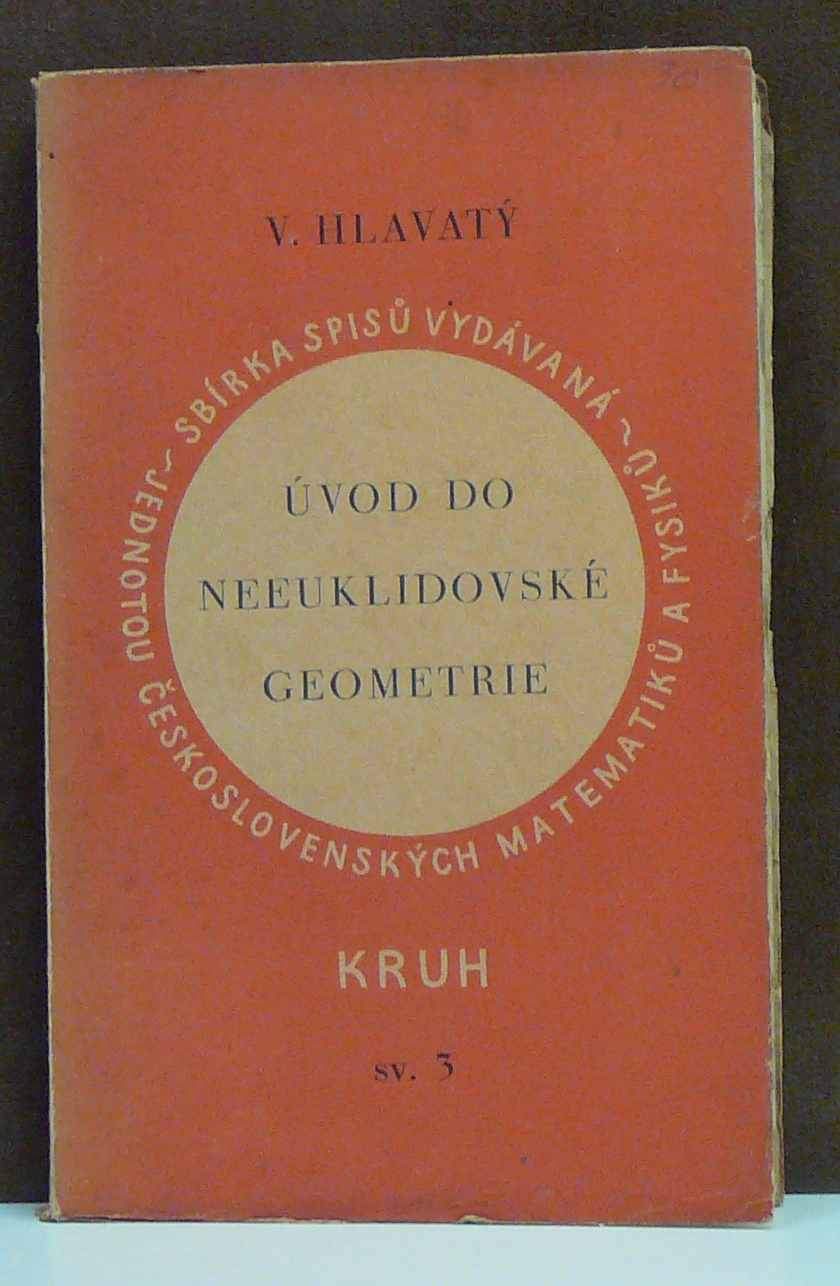 V. HLAVATÝ
SBÍRKA SPISŮ VYDÁVANÁ ~ JEDNOTOU ČESKOSLOVENSKÝCH MATEMATIKŮ A FYSIKŮ ~
ÚVOD DO
NEEUKLIDOVSKÉ
GEOMETRIE
KRUH
sv. 3